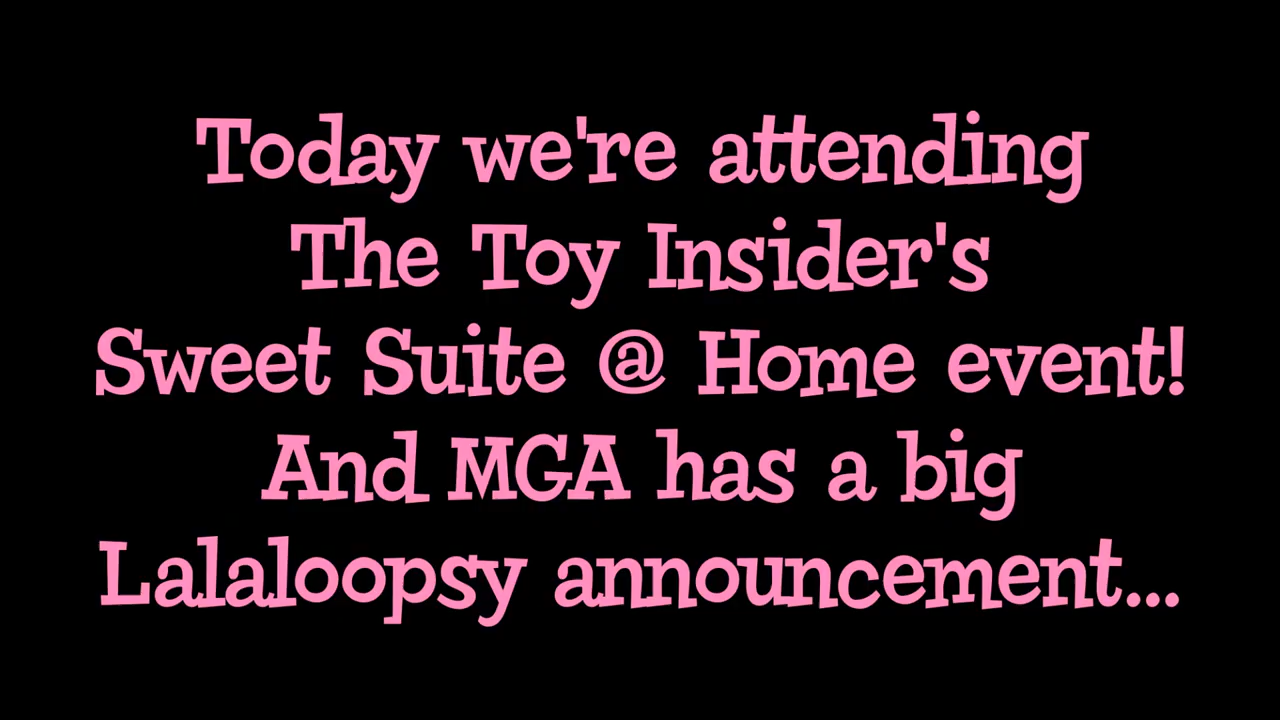 Today we're attending
The Toy Insider's
Sweet Suite @ Home event!
And MGA has a big
Lalaloopsy announcement...